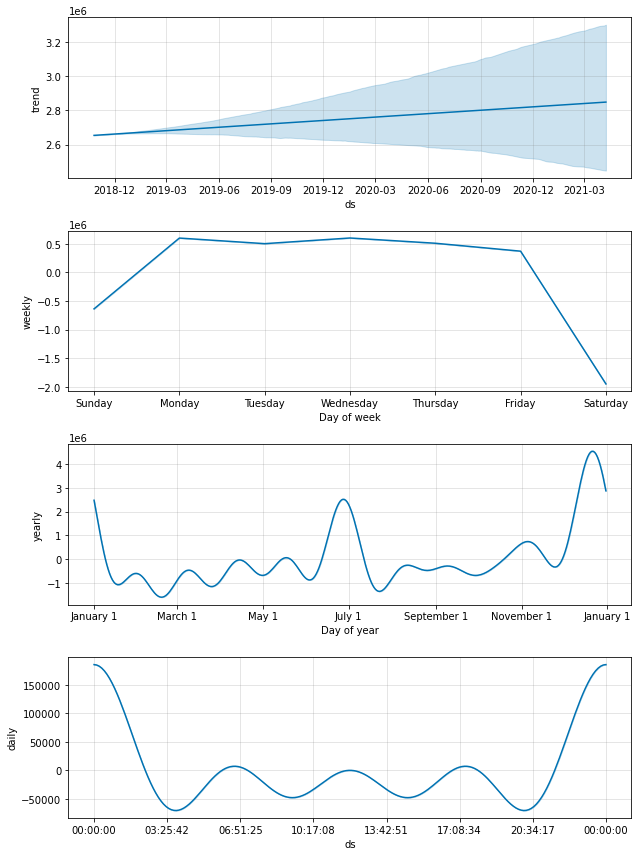 1e6
3.2
3.0
2.8
2.6
trend
2018-12 2019-03 2019-06 2019-09 2019-12 2020-03 2020-06 2020-09 2020-12 2021-03
ds
1e6
0.5
0.0
−0.5
−1.0
−1.5
−2.0
weekly
Sunday Monday Tuesday Wednesday Thursday Friday Saturday
Day of week
1e6
4
3
2
1
0
−1
yearly
January 1 March 1 May 1 July 1 September 1 November 1 January 1
Day of year
150000
100000
50000
0
−50000
daily
00:00:00 03:25:42 06:51:25 10:17:08 13:42:51 17:08:34 20:34:17 00:00:00
ds